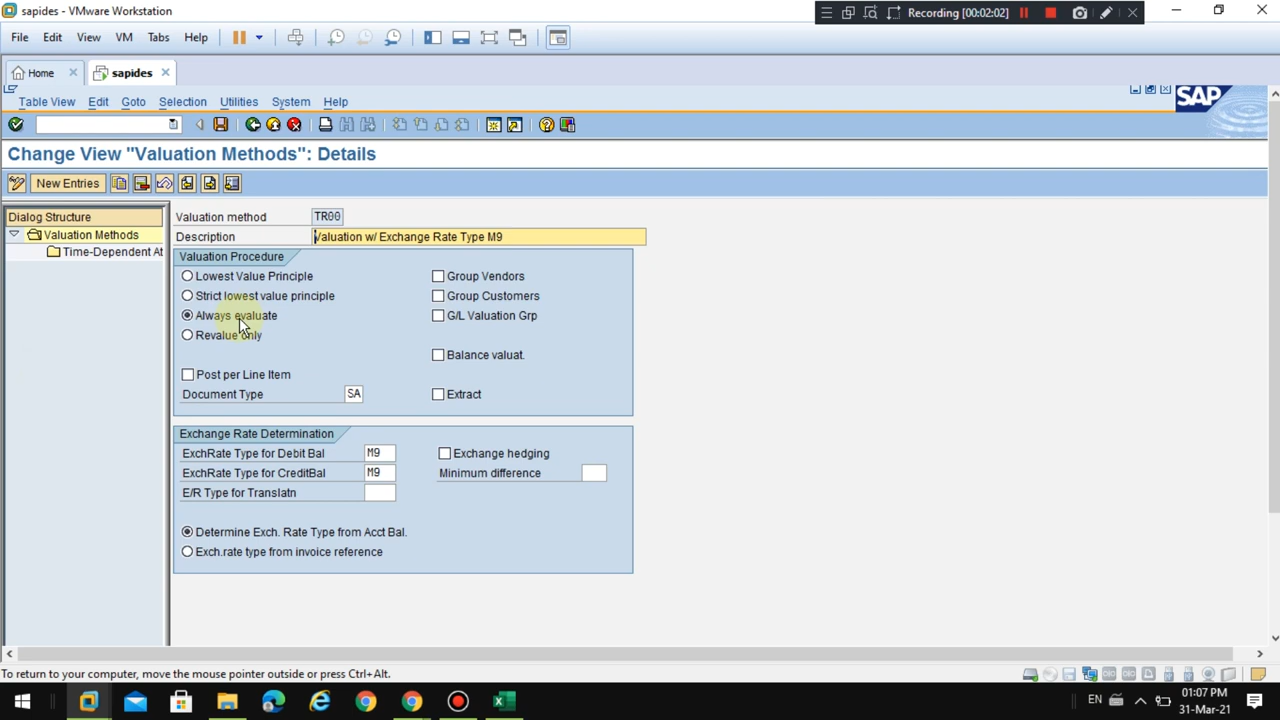 sapides - VMware Workstation
Recording [00:02:02]
File Edit View VM Tabs Help
Home sapides
Table View Edit Goto Selection Utilities System Help
SAP
Change View "Valuation Methods": Details
New Entries
Dialog Structure
Valuation Methods
Time-Dependent At
Valuation method TR00
Description Valuation w/ Exchange Rate Type M9
Valuation Procedure
Lowest Value Principle Group Vendors
Strict lowest value principle Group Customers
Always evaluate G/L Valuation Grp
Revalue only
Balance valuat.
Post per Line Item
Document Type SA Extract
Exchange Rate Determination
ExchRate Type for Debit Bal M9 Exchange hedging
ExchRate Type for CreditBal M9 Minimum difference
E/R Type for Translatn
Determine Exch. Rate Type from Acct Bal.
Exch.rate type from invoice reference
To return to your computer, move the mouse pointer outside or press Ctrl+Alt.
EN 01:07 PM
31-Mar-21